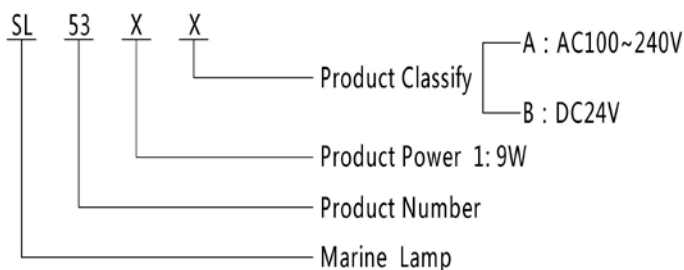 SL 53 X X
A : AC100~240V
Product Classify
B : DC24V
Product Power 1: 9W
Product Number
Marine Lamp